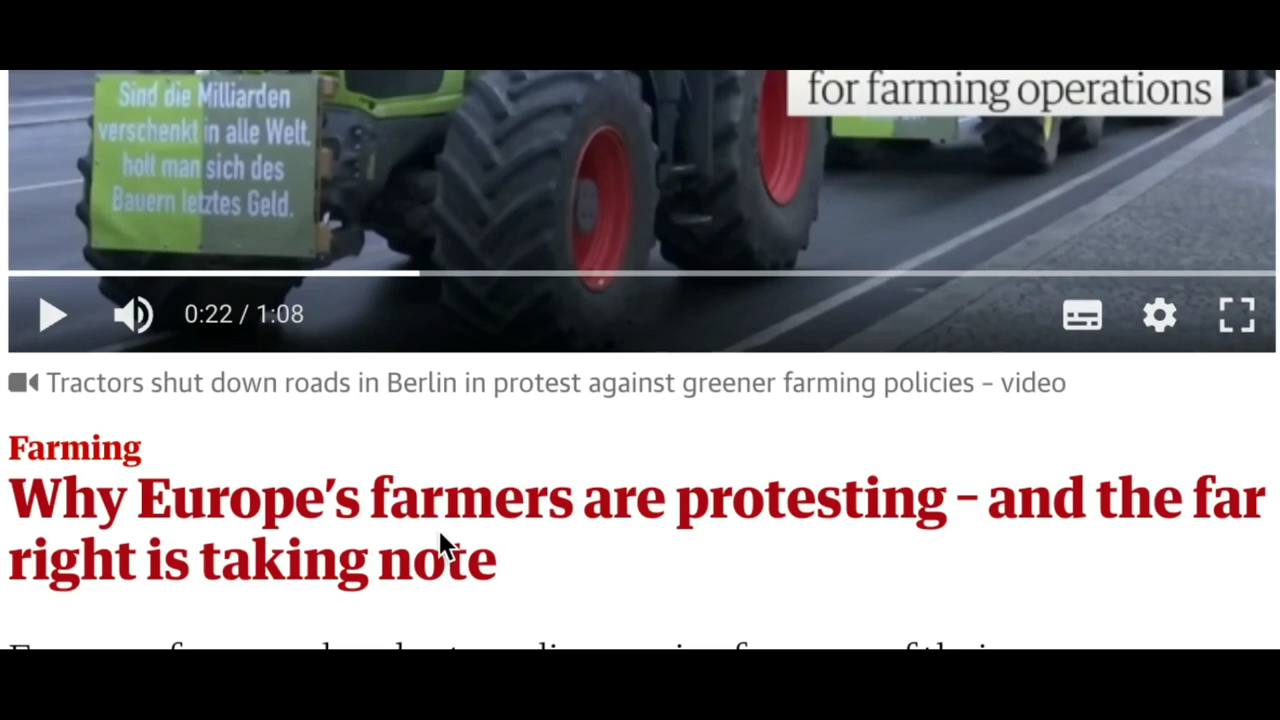 for farming operations
Sind die Milliarden
verschenkt in alle Welt,
holt man sich des
Bauern letztes Geld.
0:22 / 1:08
Tractors shut down roads in Berlin in protest against greener farming policies – video
Farming
Why Europe's farmers are protesting – and the far
right is taking note